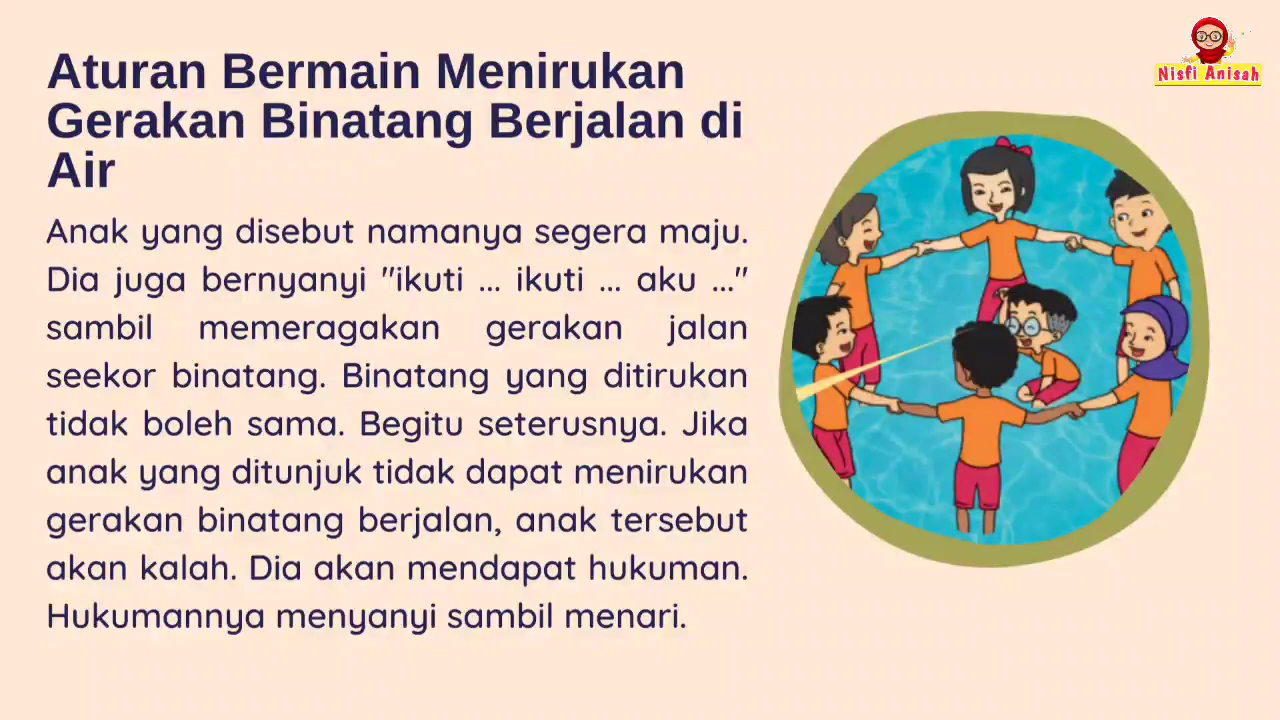 Aturan Bermain Menirukan
Gerakan Binatang Berjalan di
Air
Anak yang disebut namanya segera maju.
Dia juga bernyanyi "ikuti ... ikuti ... aku ..."
sambil memeragakan gerakan jalan
seekor binatang. Binatang yang ditirukan
tidak boleh sama. Begitu seterusnya. Jika
anak yang ditunjuk tidak dapat menirukan
gerakan binatang berjalan, anak tersebut
akan kalah. Dia akan mendapat hukuman.
Hukumannya menyanyi sambil menari.
Nisfi Anisah